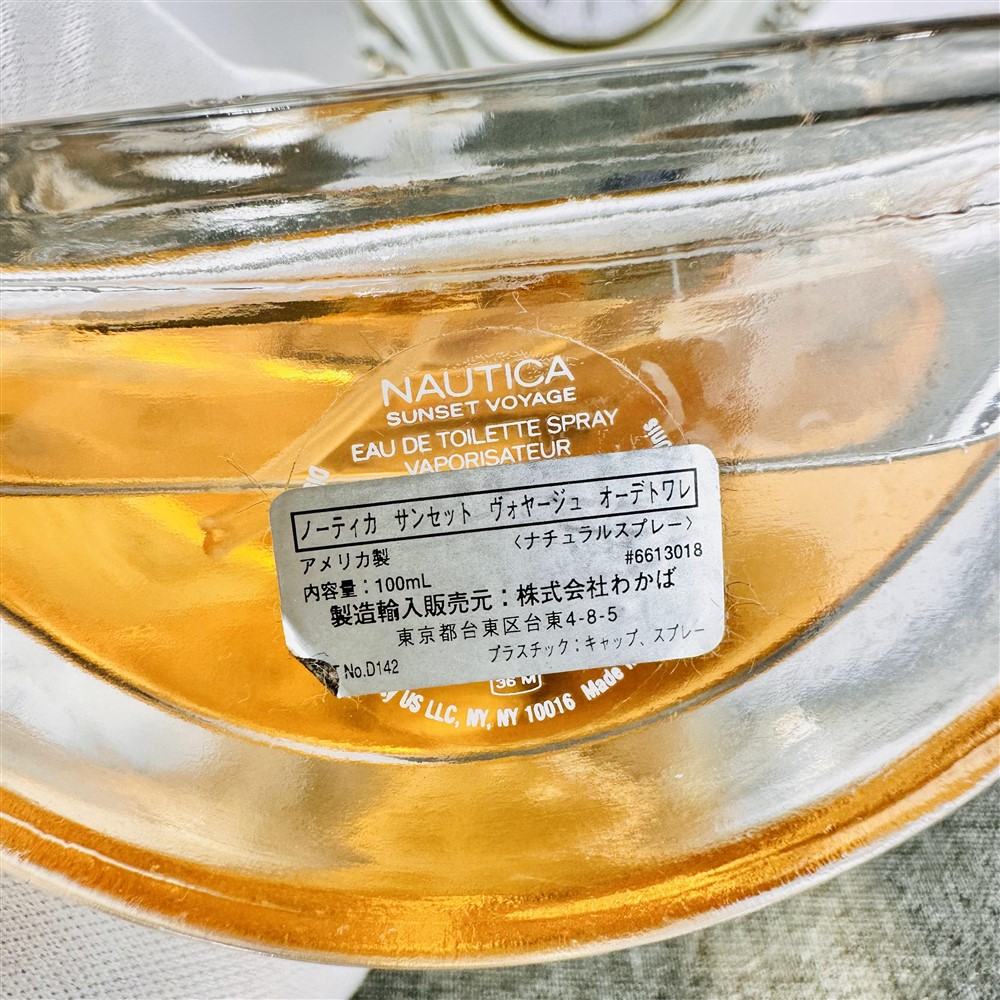 NAUTICA
SUNSET VOYAGE
EAU DE TOILETTE SPRAY
VAPORISATEUR
ノーティカ サンセット ヴォヤージュ オーデトワレ
〈ナチュラルスプレー〉
アメリカ製
#6613018
内容量：100mL
製造輸入販売元：株式会社わかば
東京都台東区台東4-8-5
プラスチック：キャップ、スプレー
No.D142
36 M
US LLC, NY, NY 10016 Made